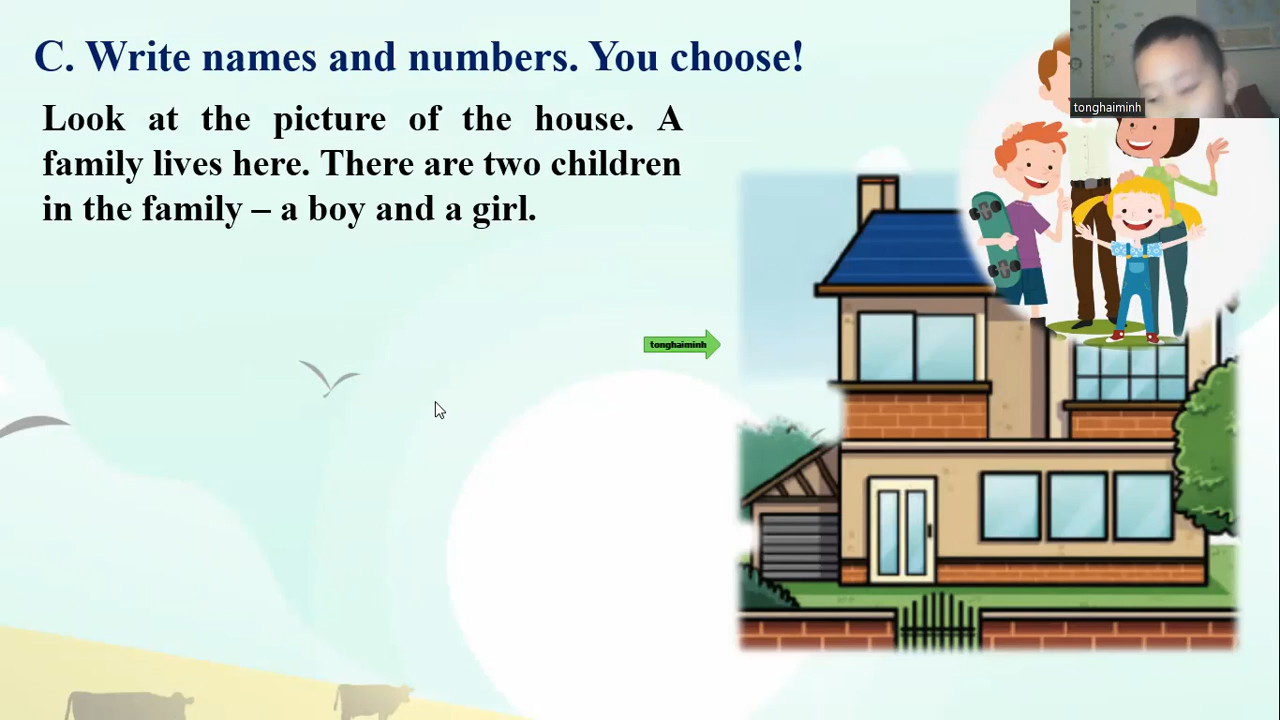 C. Write names and numbers. You choose!
Look at the picture of the house. A
family lives here. There are two children
in the family – a boy and a girl.
tonghaiminh
tonghaiminh